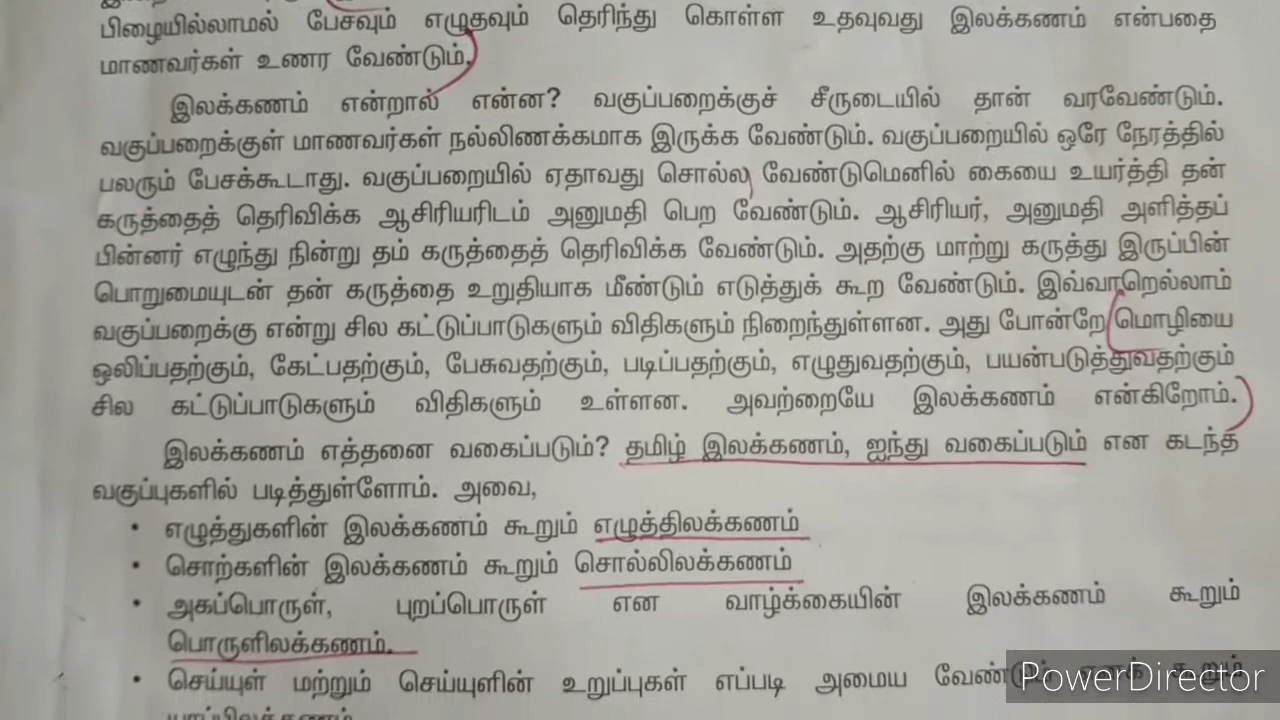 பிழையில்லாமல் பேசவும் எழுதவும் தெரிந்து கொள்ள உதவுவது இலக்கணம் என்பதை
மாணவர்கள் உணர வேண்டும்.
இலக்கணம் என்றால் என்ன? வகுப்பறைக்குச் சீருடையில் தான் வரவேண்டும்.
வகுப்பறைக்குள் மாணவர்கள் நல்லிணக்கமாக இருக்க வேண்டும். வகுப்பறையில் ஒரே நேரத்தில்
பலரும் பேசக்கூடாது. வகுப்பறையில் ஏதாவது சொல்ல வேண்டுமெனில் கையை உயர்த்தி தன்
கருத்தைத் தெரிவிக்க ஆசிரியரிடம் அனுமதி பெற வேண்டும். ஆசிரியர், அனுமதி அளித்தப்
பின்னர் எழுந்து நின்று தம் கருத்தைத் தெரிவிக்க வேண்டும். அதற்கு மாற்று கருத்து இருப்பின்
பொறுமையுடன் தன் கருத்தை உறுதியாக மீண்டும் எடுத்துக் கூற வேண்டும். இவ்வாறெல்லாம்
வகுப்பறைக்கு என்று சில கட்டுப்பாடுகளும் விதிகளும் நிறைந்துள்ளன. அது போன்றே மொழியை
ஒலிப்பதற்கும், கேட்பதற்கும், பேசுவதற்கும், படிப்பதற்கும், எழுதுவதற்கும், பயன்படுத்துவதற்கும்
சில கட்டுப்பாடுகளும் விதிகளும் உள்ளன. அவற்றையே இலக்கணம் என்கிறோம்.
இலக்கணம் எத்தனை வகைப்படும்? தமிழ் இலக்கணம், ஐந்து வகைப்படும் என கடந்த
வகுப்புகளில் படித்துள்ளோம். அவை,
• எழுத்துகளின் இலக்கணம் கூறும் எழுத்திலக்கணம்
• சொற்களின் இலக்கணம் கூறும் சொல்லிலக்கணம்
• அகப்பொருள், புறப்பொருள் என வாழ்க்கையின் இலக்கணம் கூறும்
பொருளிலக்கணம்.
• செய்யுள் மற்றும் செய்யுளின் உறுப்புகள் எப்படி அமைய வேண்டும் எனக் கூறும்
PowerDirector